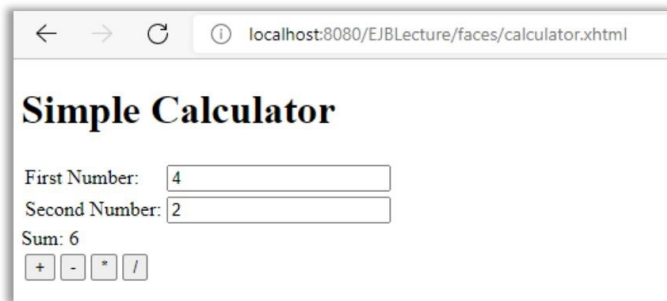 localhost:8080/EJBLecture/faces/calculator.xhtml
Simple Calculator
First Number: 4
Second Number: 2
Sum: 6
+ - * /